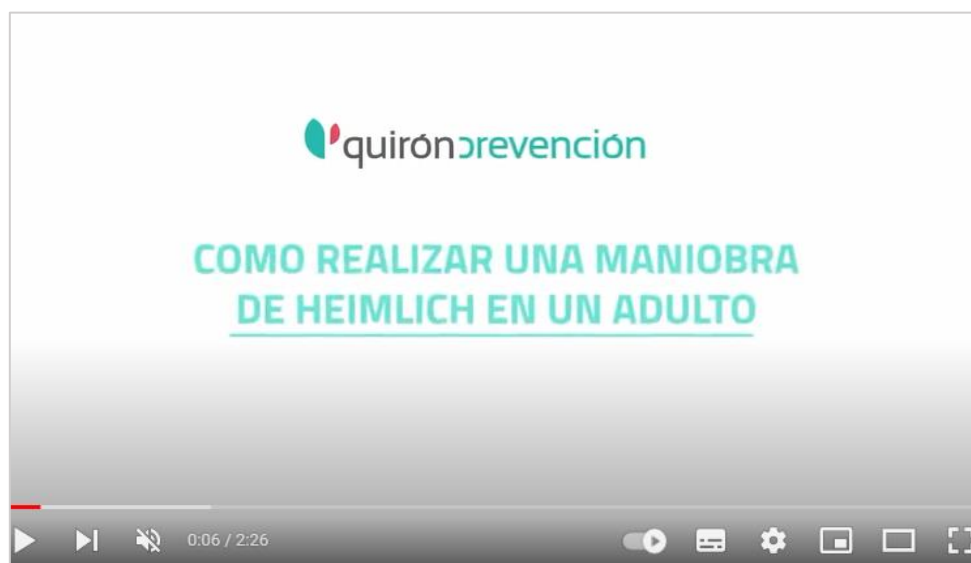 quirónprevención
COMO REALIZAR UNA MANIOBRA
DE HEIMLICH EN UN ADULTO
0:06 / 2:26